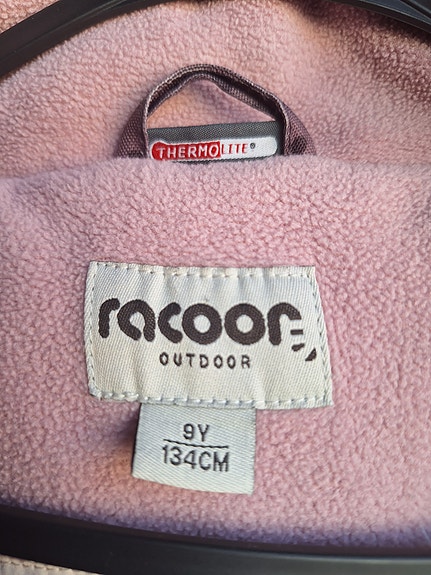 THERMOLITE®
racoon
OUTDOOR
9Y
134CM